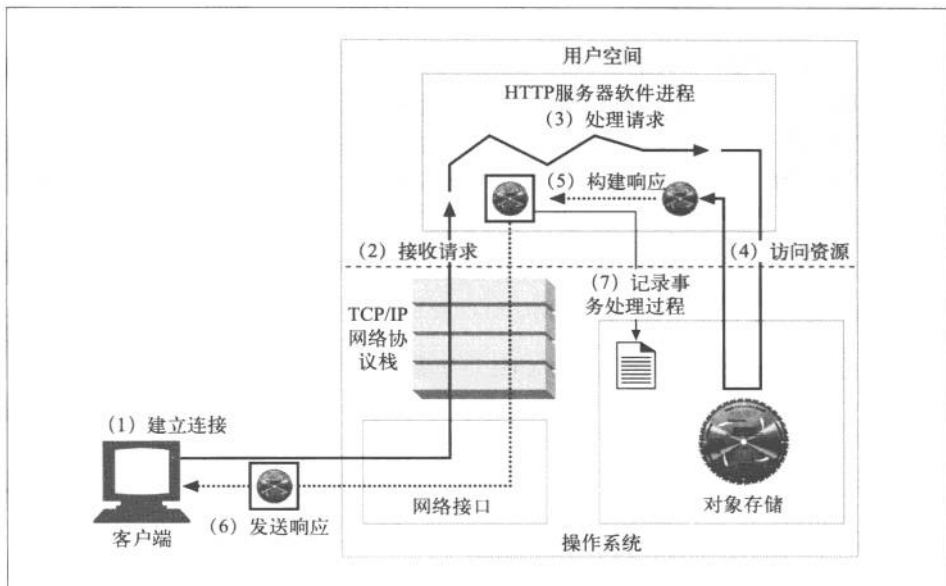 用户空间
HTTP服务器软件进程
（3）处理请求
（5）构建响应
（2）接收请求
（4）访问资源
（7）记录事
务处理过程
TCP/IP
网络协
议栈
（1）建立连接
网络接口
对象存储
（6）发送响应
客户端
操作系统